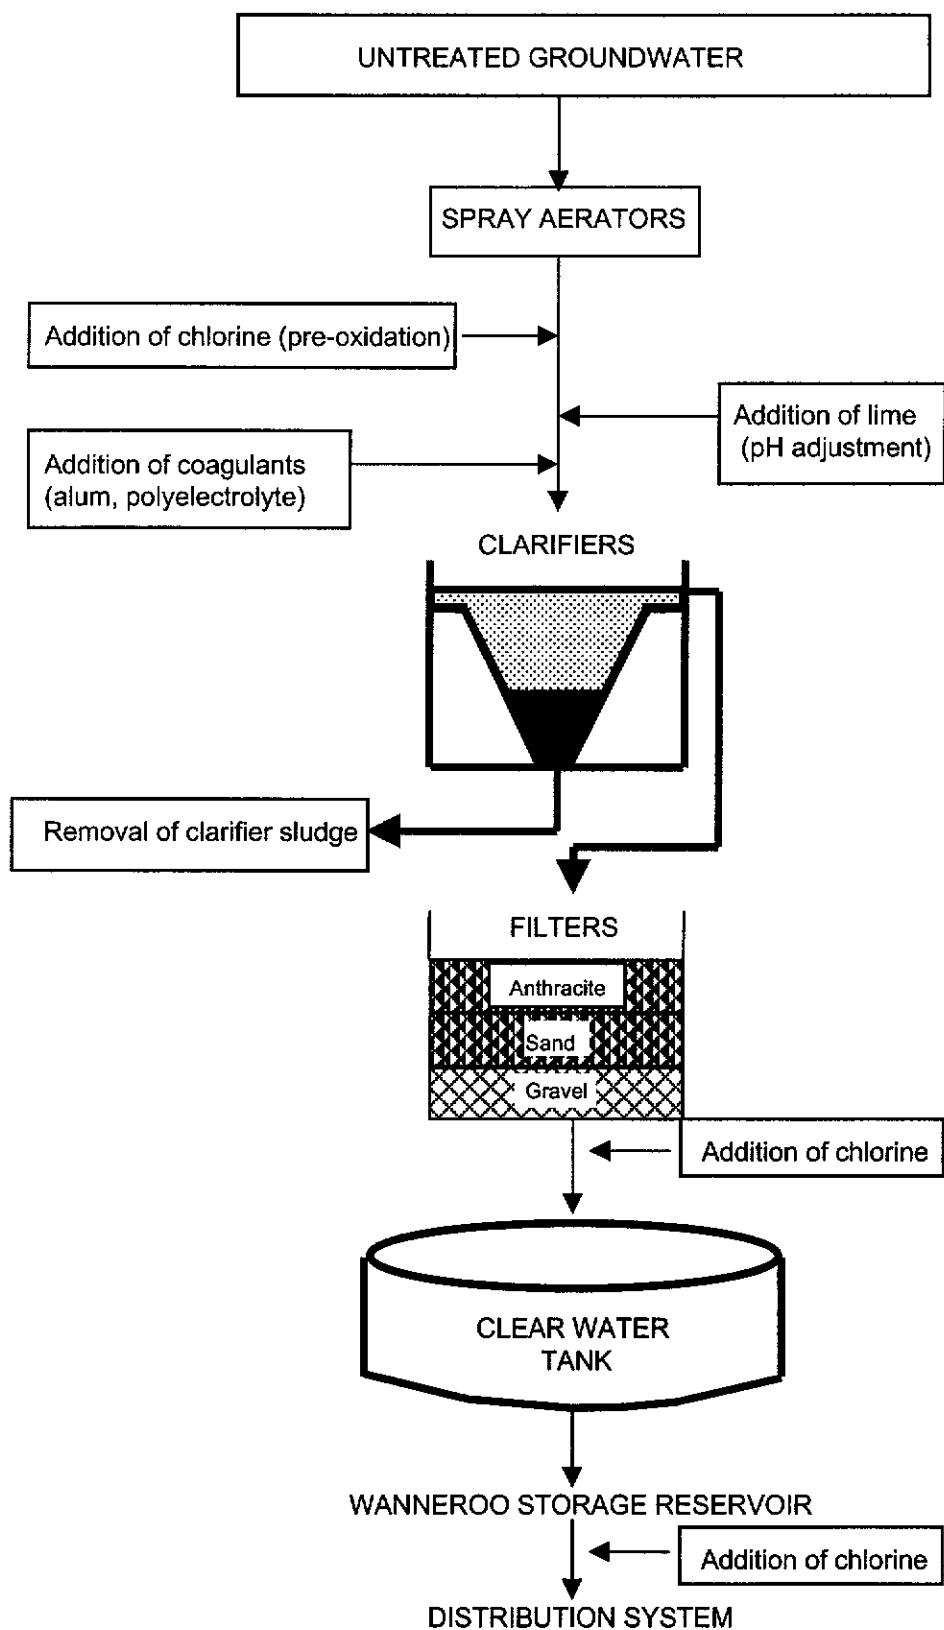 UNTREATED GROUNDWATER
SPRAY AERATORS
Addition of chlorine (pre-oxidation)
Addition of lime
(pH adjustment)
Addition of coagulants
(alum, polyelectrolyte)
CLARIFIERS
Removal of clarifier sludge
FILTERS
Anthracite
Sand
Gravel
Addition of chlorine
CLEAR WATER
TANK
WANNEROO STORAGE RESERVOIR
Addition of chlorine
DISTRIBUTION SYSTEM